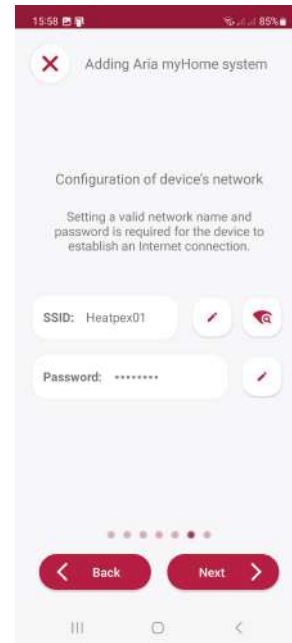 15:58 85%
Adding Aria myHome system
Configuration of device's network
Setting a valid network name and
password is required for the device to
establish an Internet connection.
SSID: Heatpex01
Password: ********
Back Next